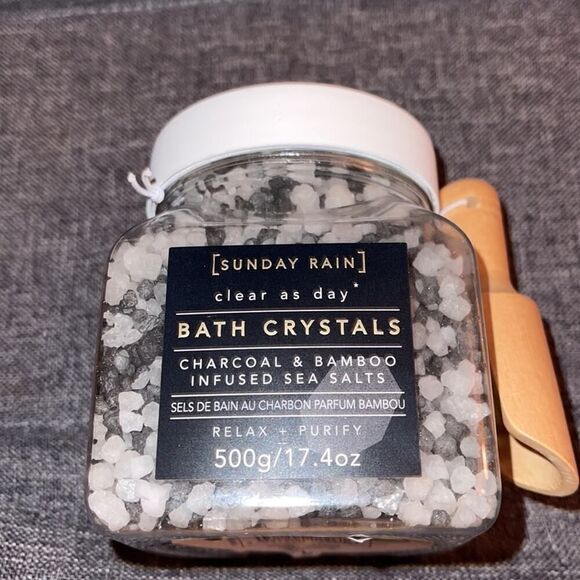 [SUNDAY RAIN]
clear as day*
BATH CRYSTALS
CHARCOAL & BAMBOO
INFUSED SEA SALTS
SELS DE BAIN AU CHARBON PARFUM BAMBOU
RELAX + PURIFY
500g/17.4oz